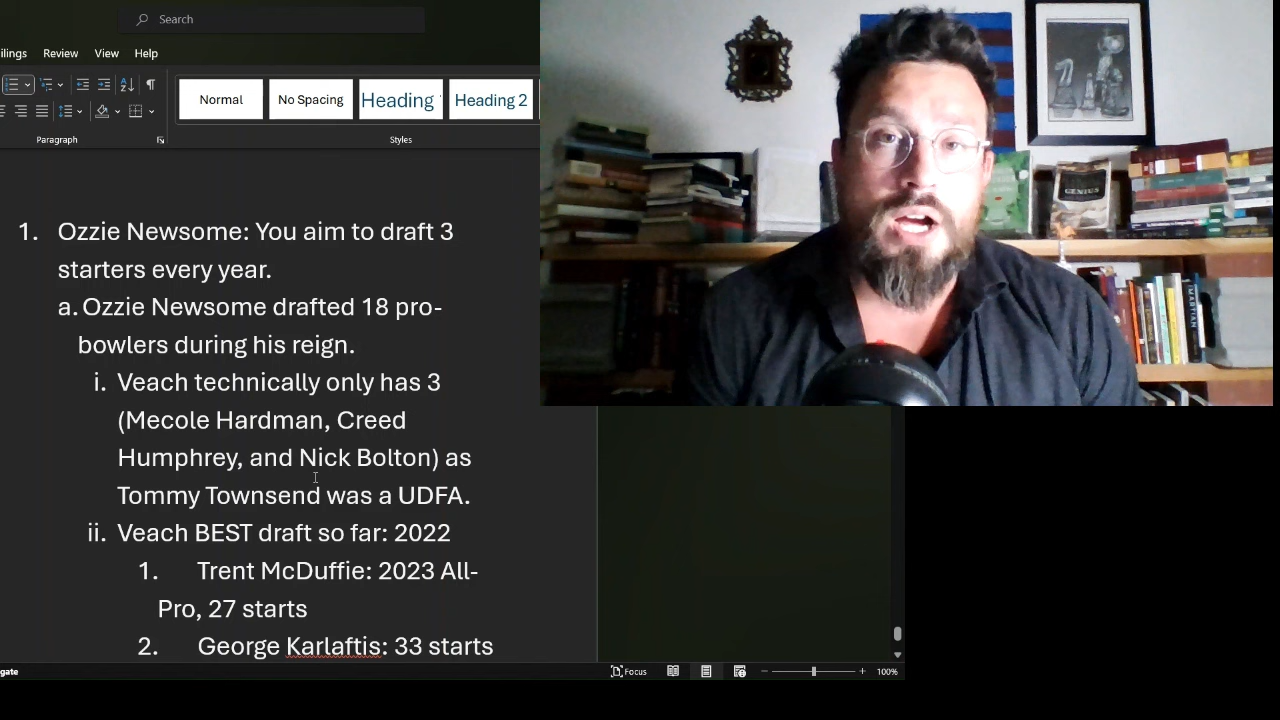 Search
ilings Review View Help
Normal
No Spacing
Heading
Heading 2
Paragraph
Styles
1. Ozzie Newsome: You aim to draft 3
starters every year.
a. Ozzie Newsome drafted 18 pro-
bowlers during his reign.
i. Veach technically only has 3
(Mecole Hardman, Creed
Humphrey, and Nick Bolton) as
Tommy Townsend was a UDFA.
ii. Veach BEST draft so far: 2022
1. Trent McDuffie: 2023 All-
Pro, 27 starts
2. George Karlaftis: 33 starts
gate
Focus
100%
GENIUS
MARTIAN